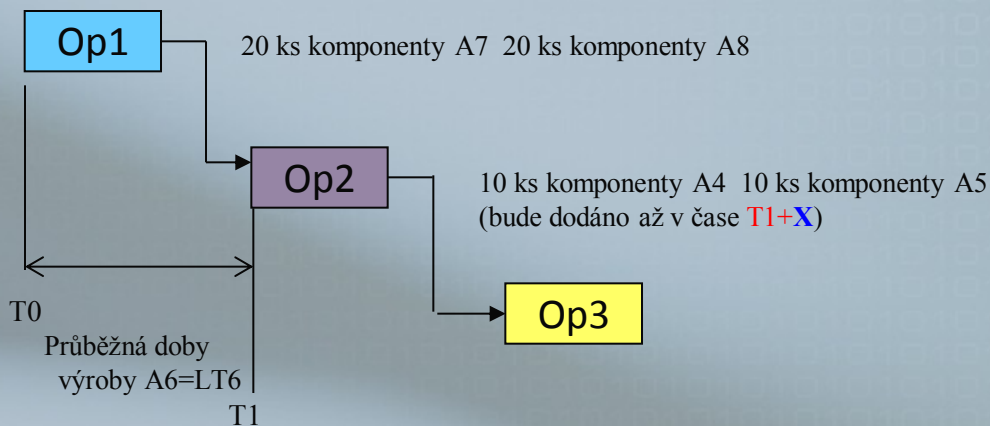 Op1
20 ks komponenty A7 20 ks komponenty A8
Op2
10 ks komponenty A4 10 ks komponenty A5
(bude dodáno až v čase T1+X)
T0
Op3
Průběžná doby
výroby A6=LT6
T1